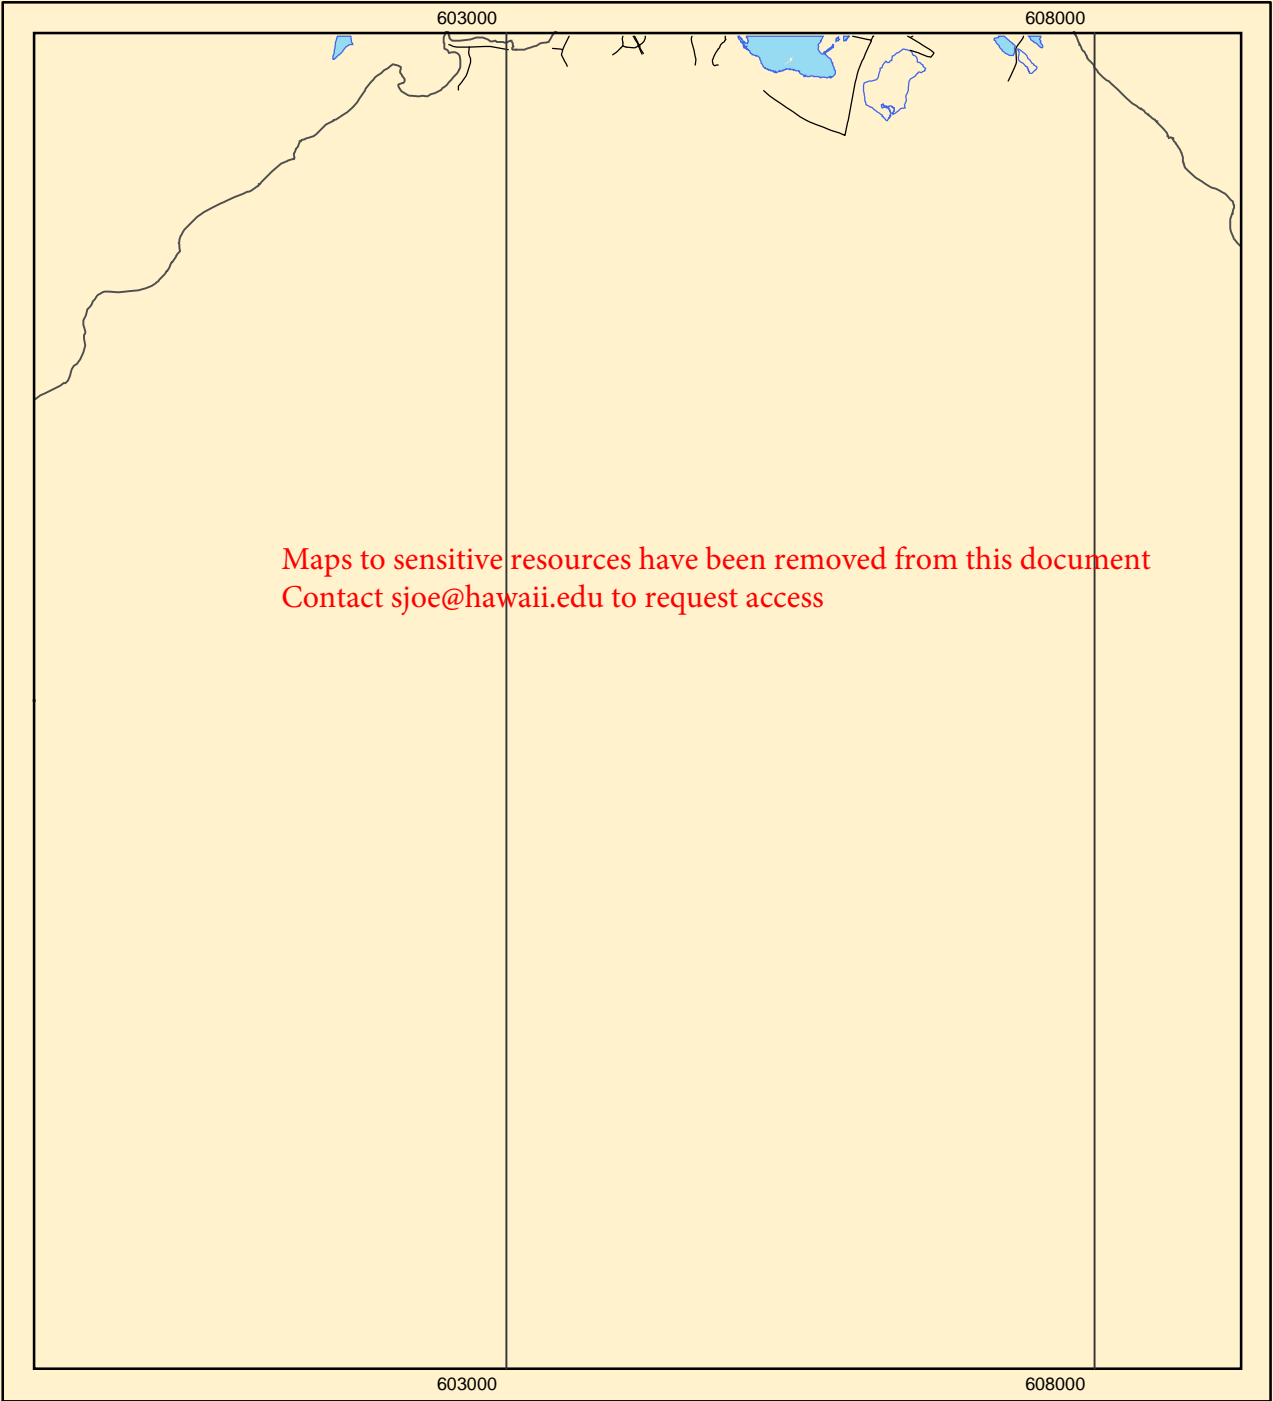 603000 608000
Maps to sensitive resources have been removed from this document
Contact sjoe@hawaii.edu to request access
603000 608000